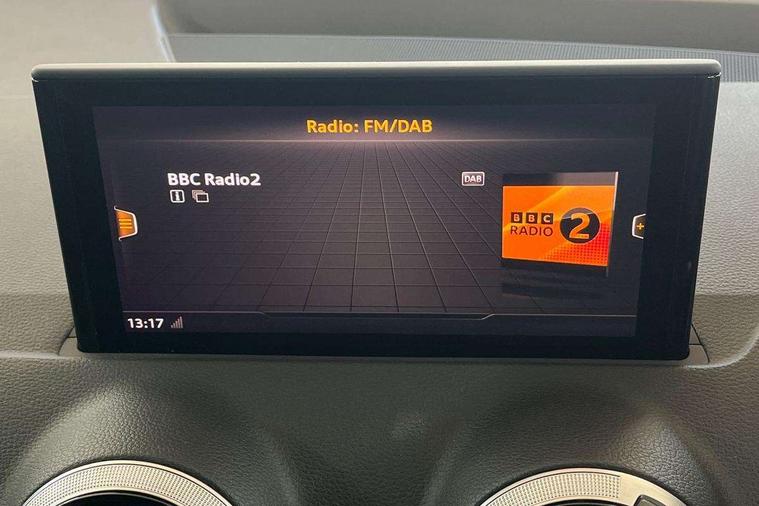 Radio: FM/DAB
BBC Radio2
DAB
BBC
RADIO 2
13:17